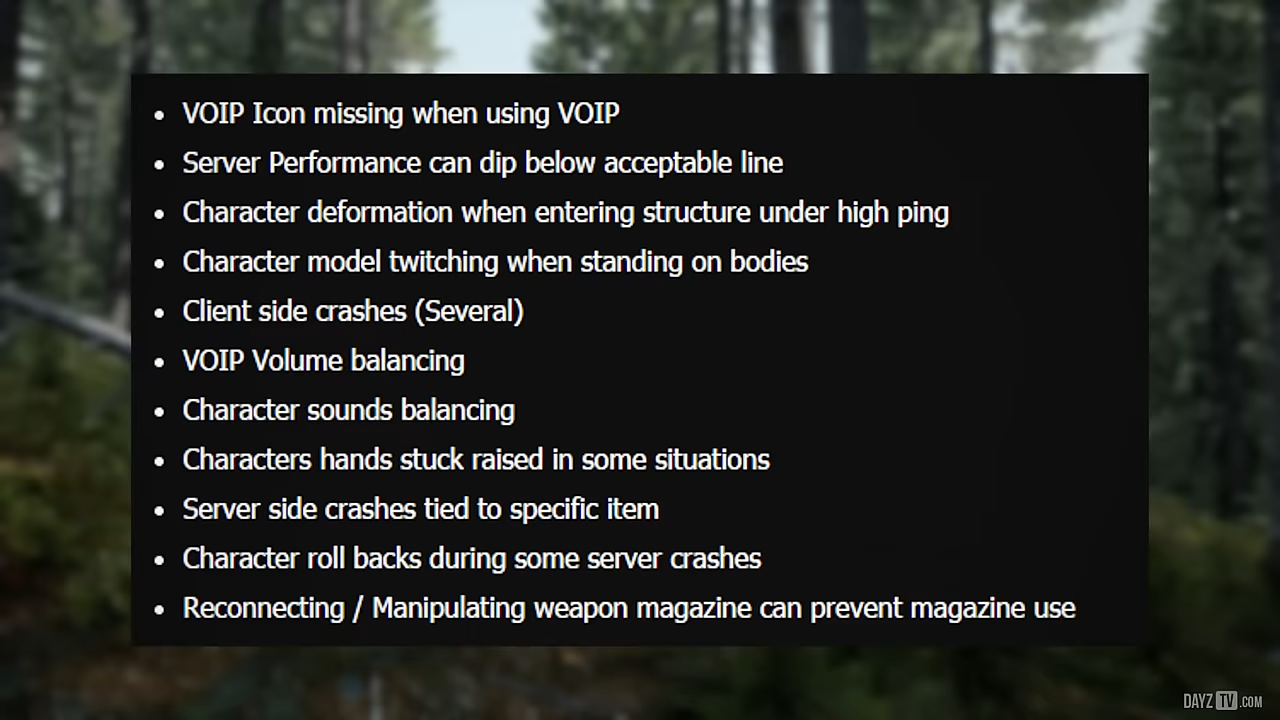 • VOIP Icon missing when using VOIP
• Server Performance can dip below acceptable line
• Character deformation when entering structure under high ping
• Character model twitching when standing on bodies
• Client side crashes (Several)
• VOIP Volume balancing
• Character sounds balancing
• Characters hands stuck raised in some situations
• Server side crashes tied to specific item
• Character roll backs during some server crashes
• Reconnecting / Manipulating weapon magazine can prevent magazine use
DAYZ TV .COM